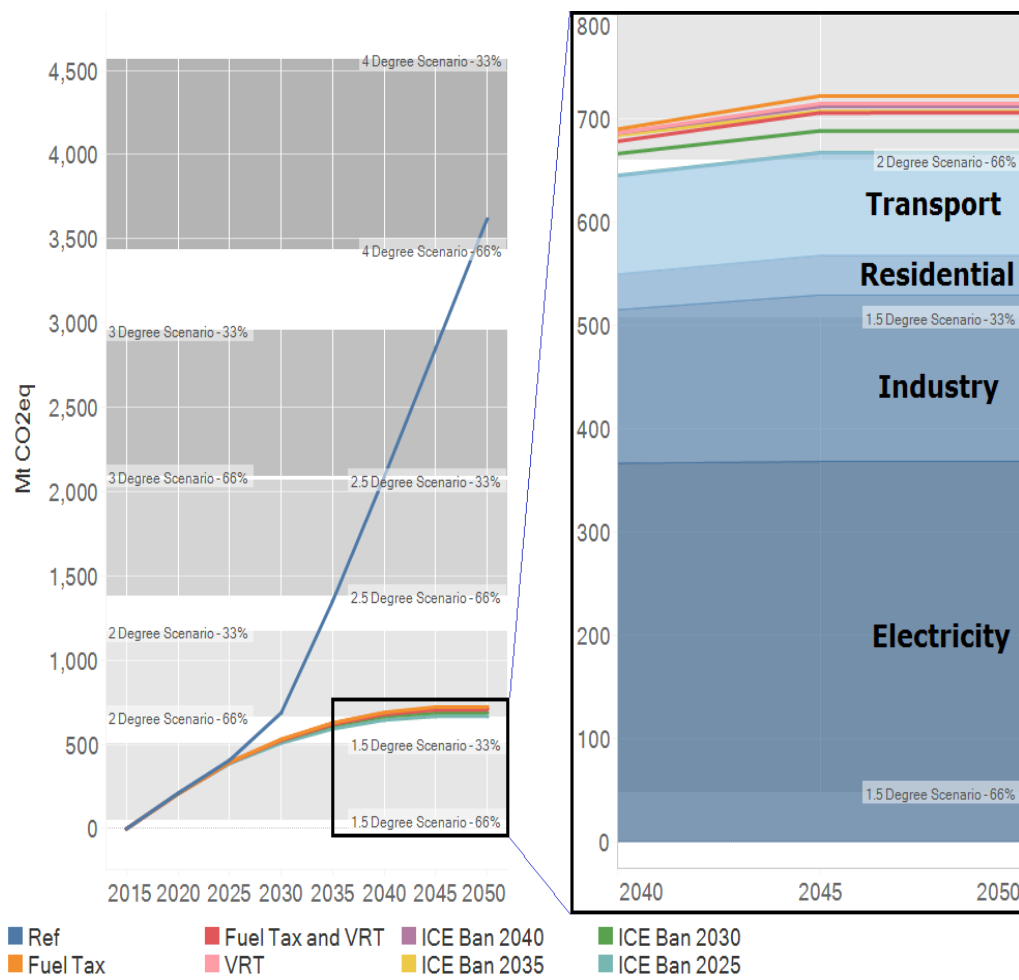 Mt CO2eq
4,500
4,000
3,500
3,000
2,500
2,000
1,500
1,000
500
0
4 Degree Scenario - 33%
4 Degree Scenario - 66%
3 Degree Scenario - 33%
3 Degree Scenario - 66%
2.5 Degree Scenario - 33%
2.5 Degree Scenario - 66%
2 Degree Scenario - 33%
2 Degree Scenario - 66%
1.5 Degree Scenario - 33%
1.5 Degree Scenario - 66%
2015 2020 2025 2030 2035 2040 2045 2050
800
700
600
500
400
300
200
100
0
2 Degree Scenario - 66%
Transport
Residential
1.5 Degree Scenario - 33%
Industry
Electricity
1.5 Degree Scenario - 66%
2040 2045 2050
Ref Fuel Tax and VRT ICE Ban 2040 ICE Ban 2030
Fuel Tax VRT ICE Ban 2035 ICE Ban 2025